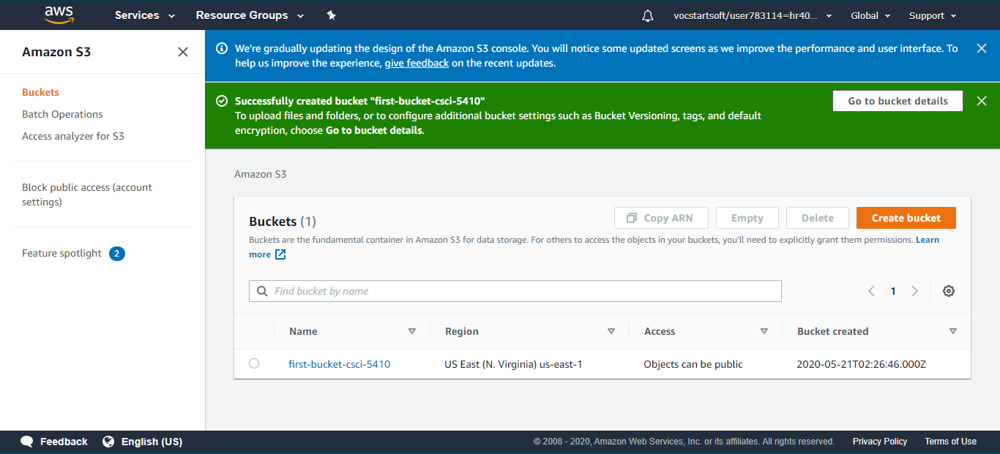 aws
Services
Resource Groups
vocstartsoft/user783114=hr40...
Global
Support
Amazon S3
Buckets
Batch Operations
Access analyzer for S3
Block public access (account
settings)
Feature spotlight 2
We're gradually updating the design of the Amazon S3 console. You will notice some updated screens as we improve the performance and user interface. To
help us improve the experience, give feedback on the recent updates.
Successfully created bucket "first-bucket-csci-5410"
To upload files and folders, or to configure additional bucket settings such as Bucket Versioning, tags, and default
encryption, choose Go to bucket details.
Go to bucket details
Amazon S3
Buckets (1)
Copy ARN
Empty
Delete
Create bucket
Buckets are the fundamental container in Amazon S3 for data storage. For others to access the objects in your buckets, you'll need to explicitly grant them permissions. Learn
more
Find bucket by name
1
Name Region Access Bucket created
first-bucket-csci-5410 US East (N. Virginia) us-east-1 Objects can be public 2020-05-21T02:26:46.000Z
Feedback
English (US)
© 2008 - 2020, Amazon Web Services, Inc. or its affiliates. All rights reserved.
Privacy Policy
Terms of Use